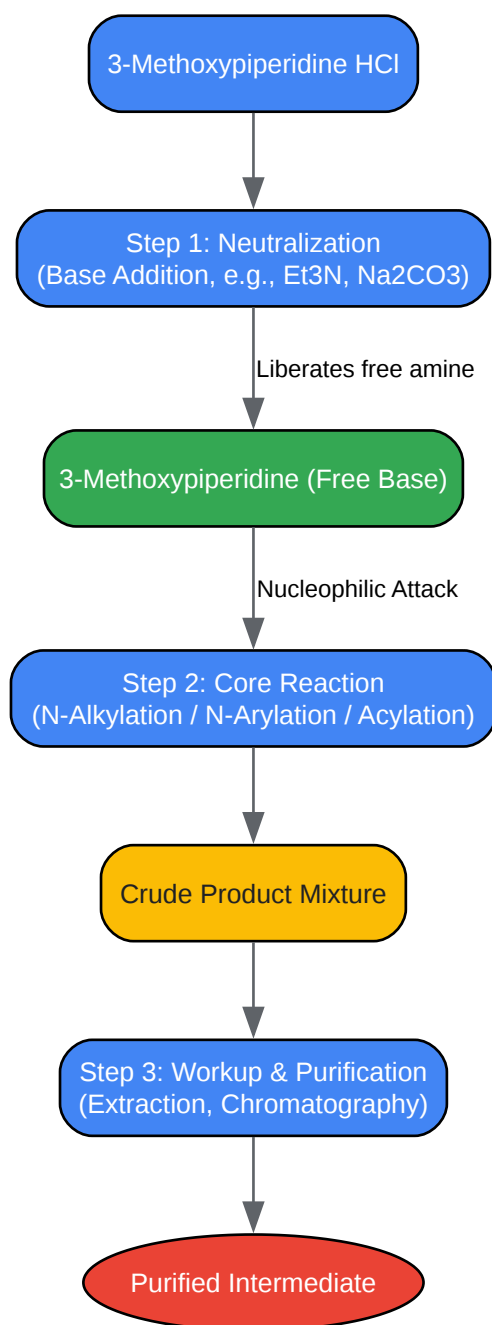 3-Methoxypiperidine HCl
Step 1: Neutralization
(Base Addition, e.g., Et3N, Na2CO3)
Liberates free amine
3-Methoxypiperidine (Free Base)
Nucleophilic Attack
Step 2: Core Reaction
(N-Alkylation / N-Arylation / Acylation)
Crude Product Mixture
Step 3: Workup & Purification
(Extraction, Chromatography)
Purified Intermediate